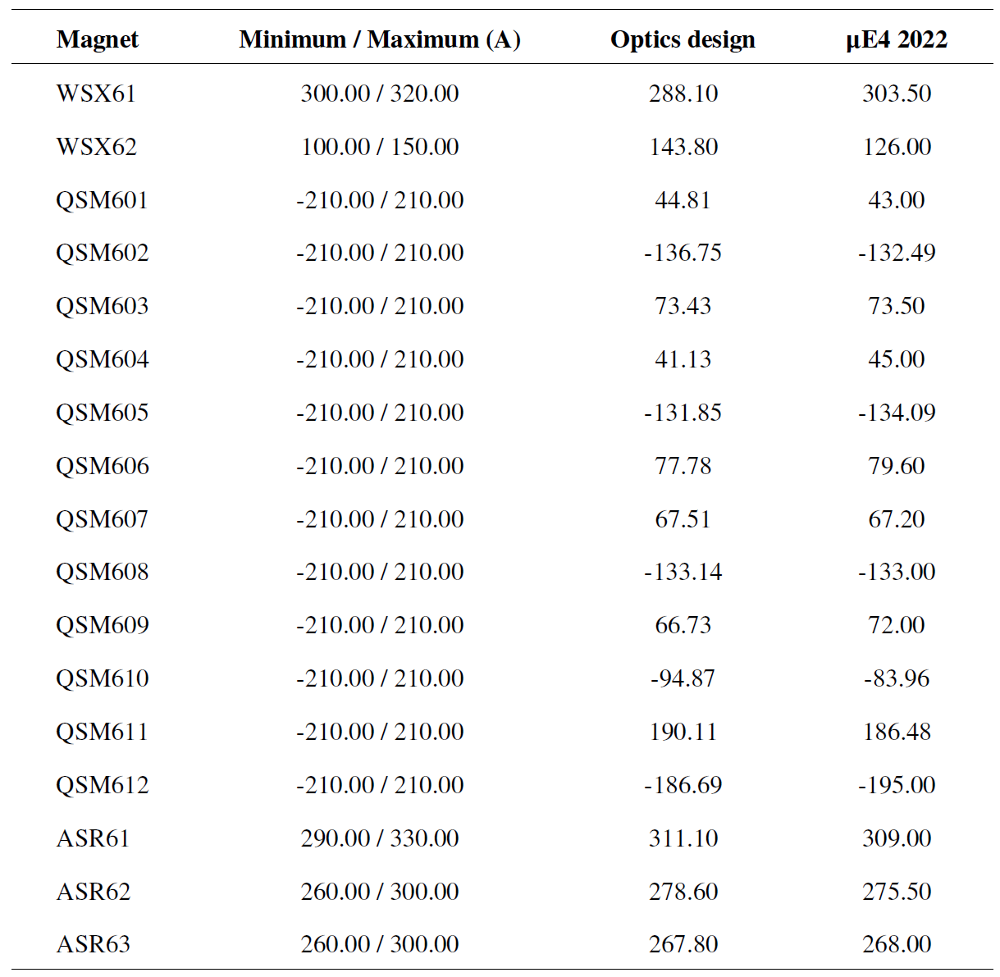 Magnet Minimum / Maximum (A) Optics design μE4 2022
WSX61 300.00 / 320.00 288.10 303.50
WSX62 100.00 / 150.00 143.80 126.00
QSM601 -210.00 / 210.00 44.81 43.00
QSM602 -210.00 / 210.00 -136.75 -132.49
QSM603 -210.00 / 210.00 73.43 73.50
QSM604 -210.00 / 210.00 41.13 45.00
QSM605 -210.00 / 210.00 -131.85 -134.09
QSM606 -210.00 / 210.00 77.78 79.60
QSM607 -210.00 / 210.00 67.51 67.20
QSM608 -210.00 / 210.00 -133.14 -133.00
QSM609 -210.00 / 210.00 66.73 72.00
QSM610 -210.00 / 210.00 -94.87 -83.96
QSM611 -210.00 / 210.00 190.11 186.48
QSM612 -210.00 / 210.00 -186.69 -195.00
ASR61 290.00 / 330.00 311.10 309.00
ASR62 260.00 / 300.00 278.60 275.50
ASR63 260.00 / 300.00 267.80 268.00